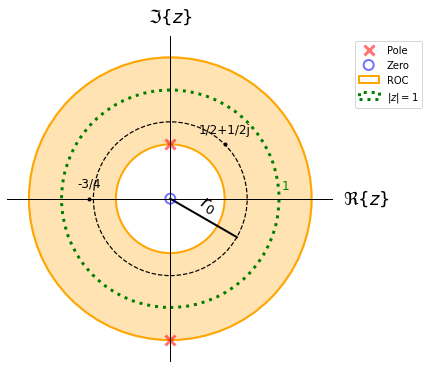 ℑ{z}
Pole
Zero
ROC
|z| = 1
1/2+1/2j
-3/4
1
r₀
ℜ{z}